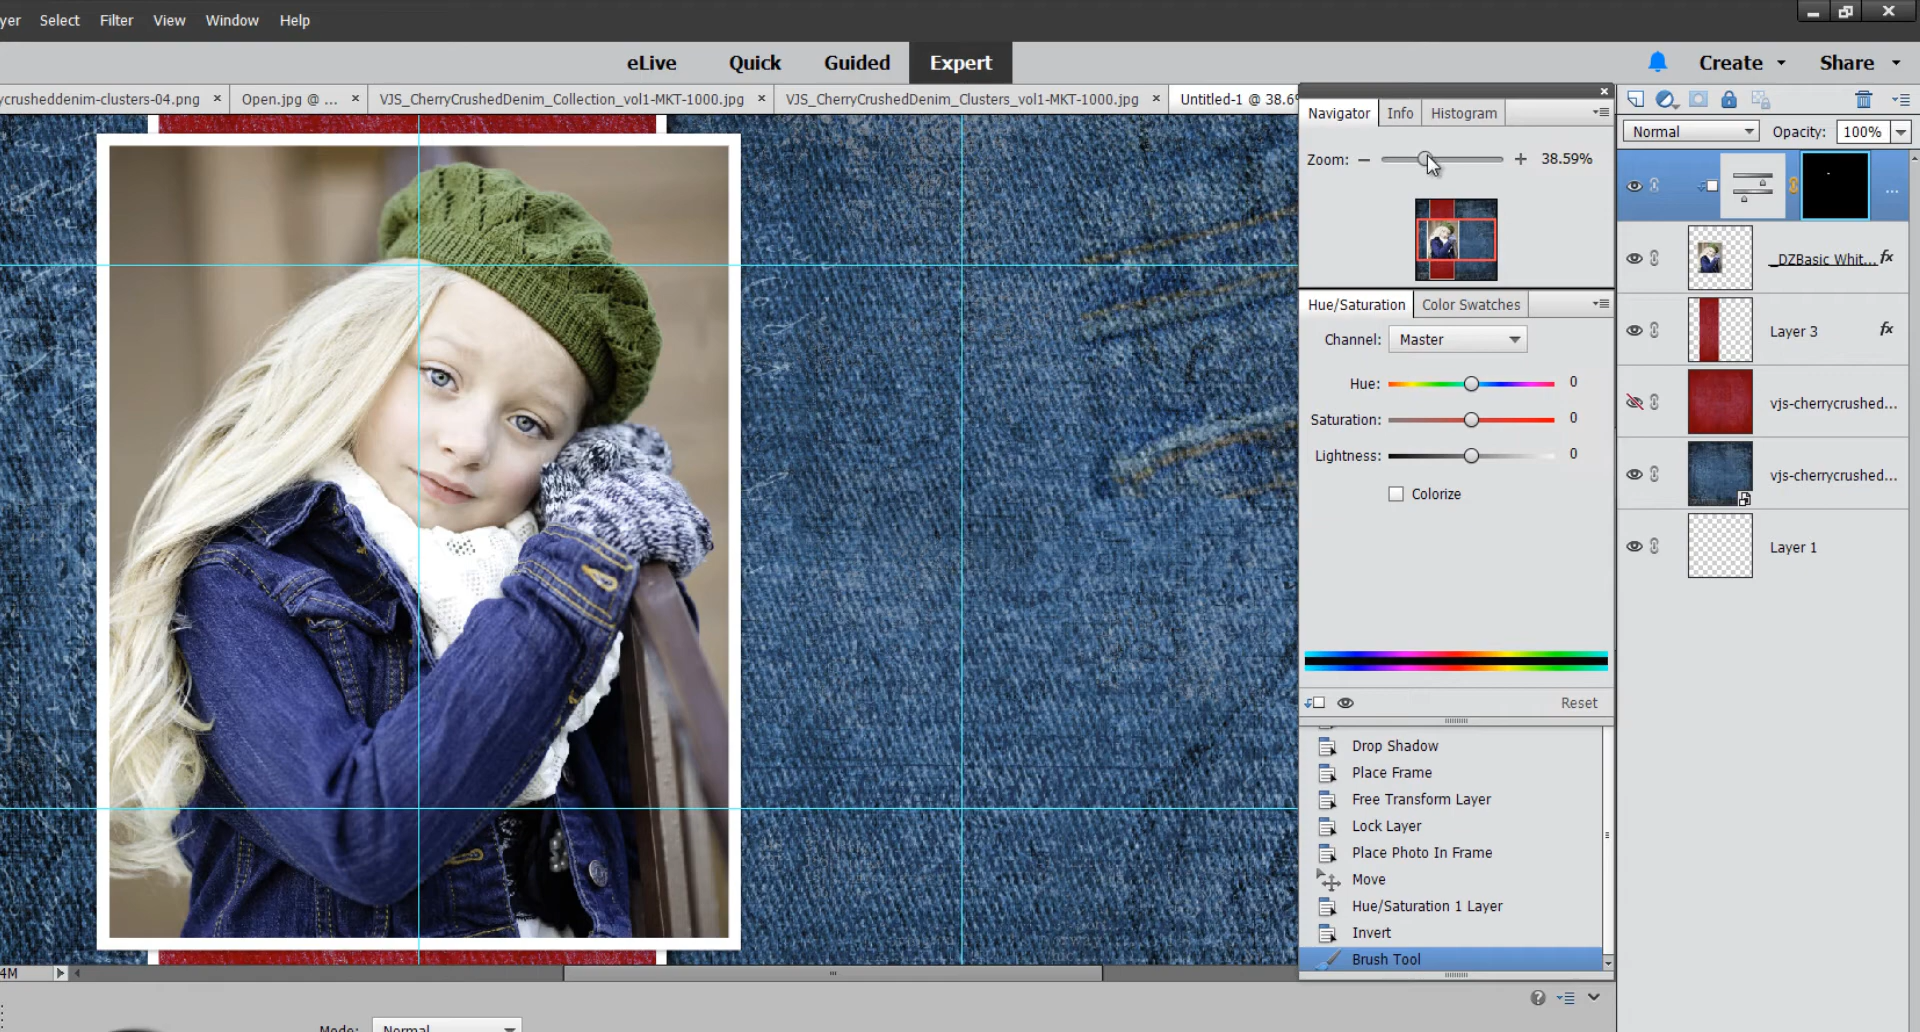 yer Select Filter View Window Help
eLive Quick Guided Expert
Create Share
ycrusheddenim-clusters-04.png × Open.jpg @ ... × VJS_CherryCrushedDenim_Collection_vol1-MKT-1000.jpg × VJS_CherryCrushedDenim_Clusters_vol1-MKT-1000.jpg × Untitled-1 @ 38.6
Navigator Info Histogram
Normal Opacity: 100%
Zoom: 38.59%
...
_DZBasic Whit... fx
Hue/Saturation Color Swatches
Channel: Master
Layer 3 fx
Hue: 0
Saturation: 0
vjs-cherrycrushed...
Lightness: 0
vjs-cherrycrushed...
Colorize
Layer 1
Reset
Drop Shadow
Place Frame
Free Transform Layer
Lock Layer
Place Photo In Frame
Move
Hue/Saturation 1 Layer
Invert
Brush Tool
4M
Mode: Normal